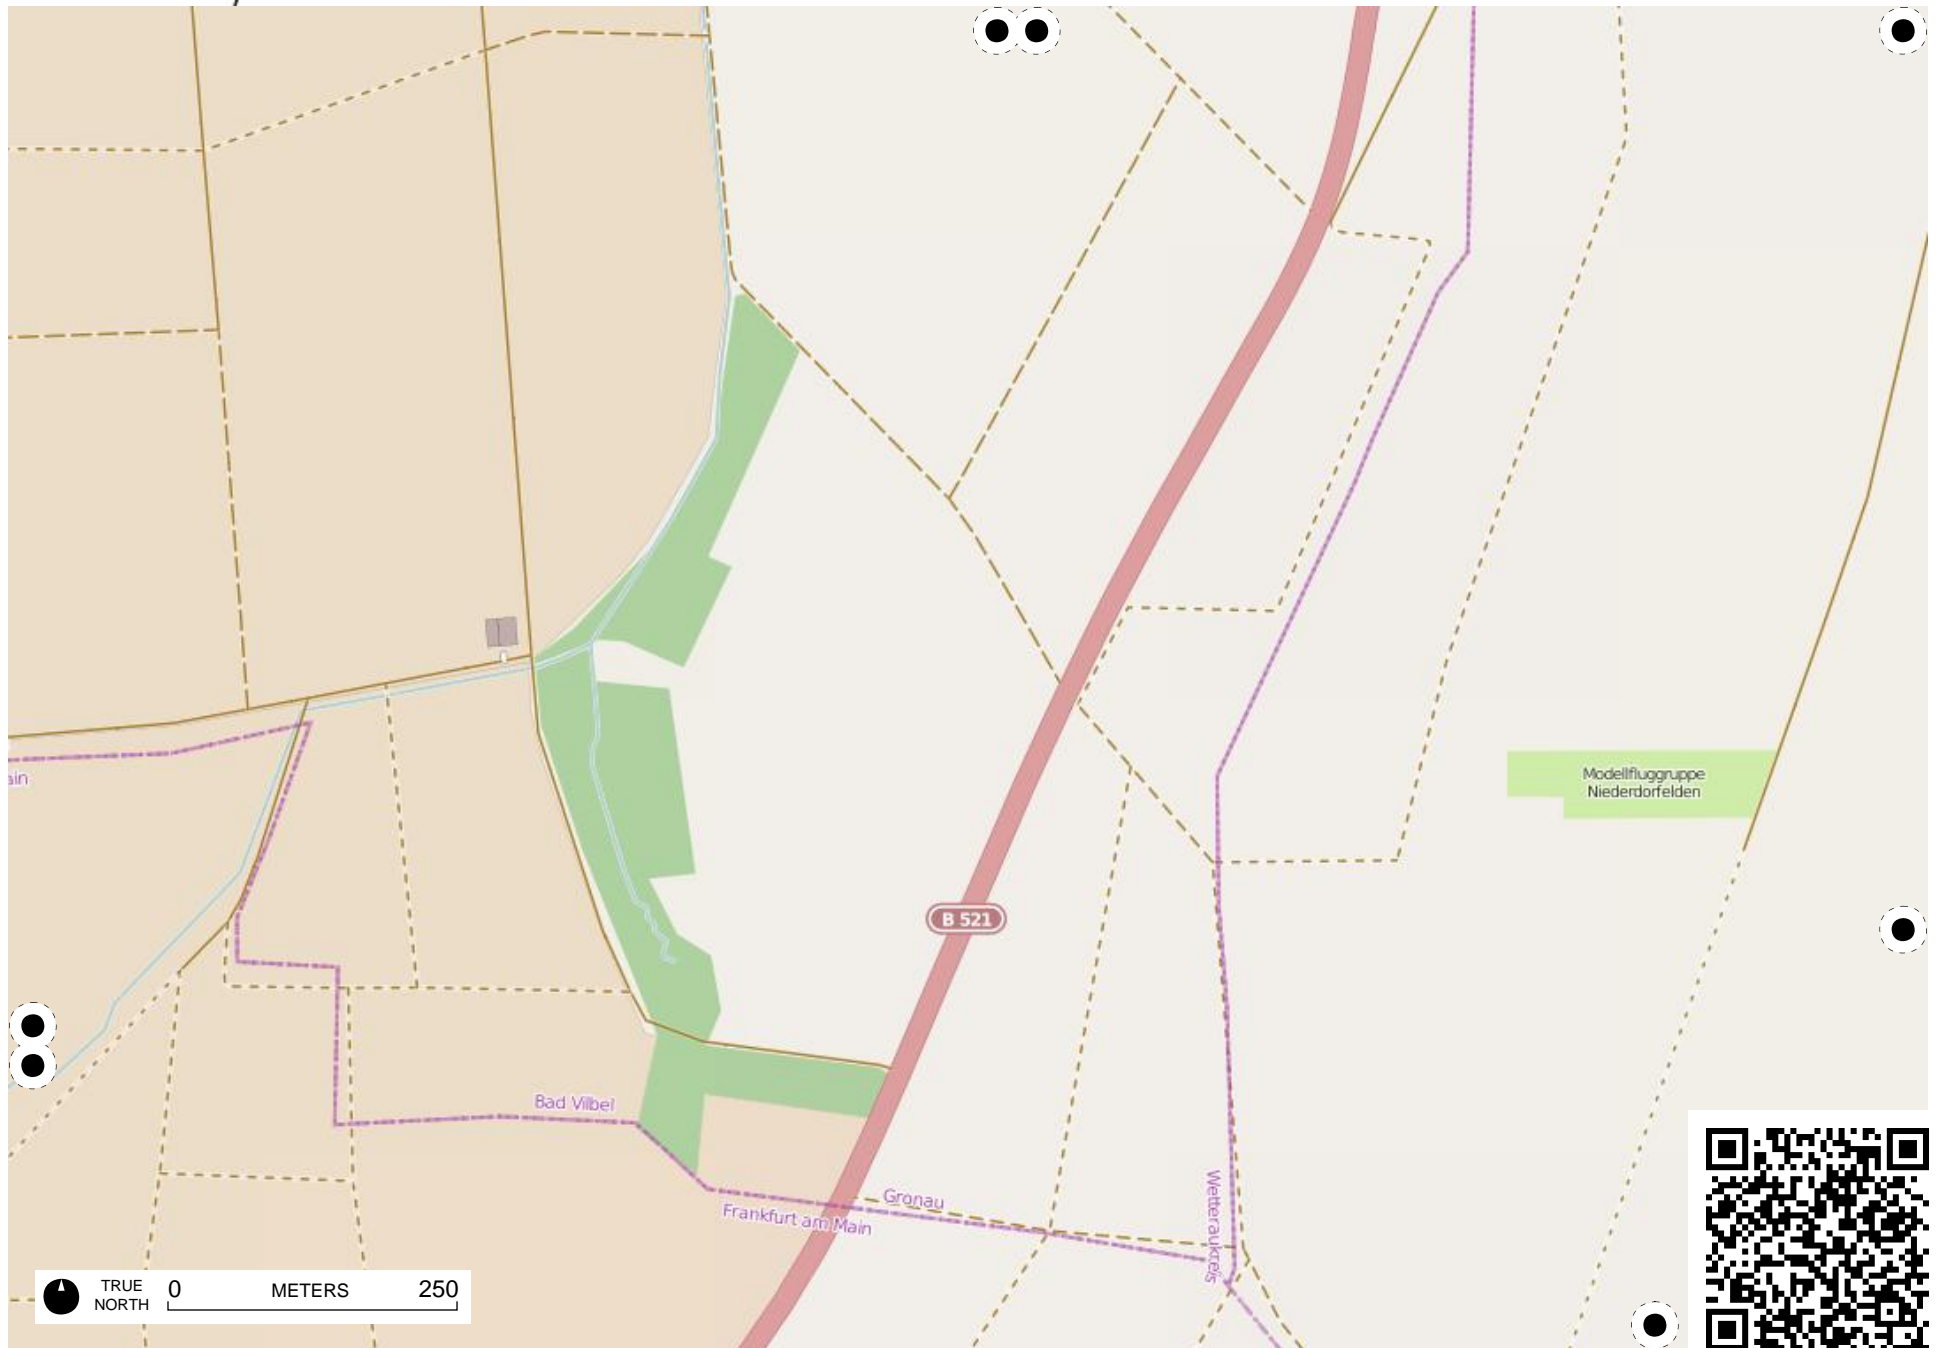 Modellfluggruppe
Niederdorfelden
ain
B 521
Bad Vilbel
Gronau
Frankfurt am Main
Wetteraukreis
TRUE
NORTH
0 METERS 250